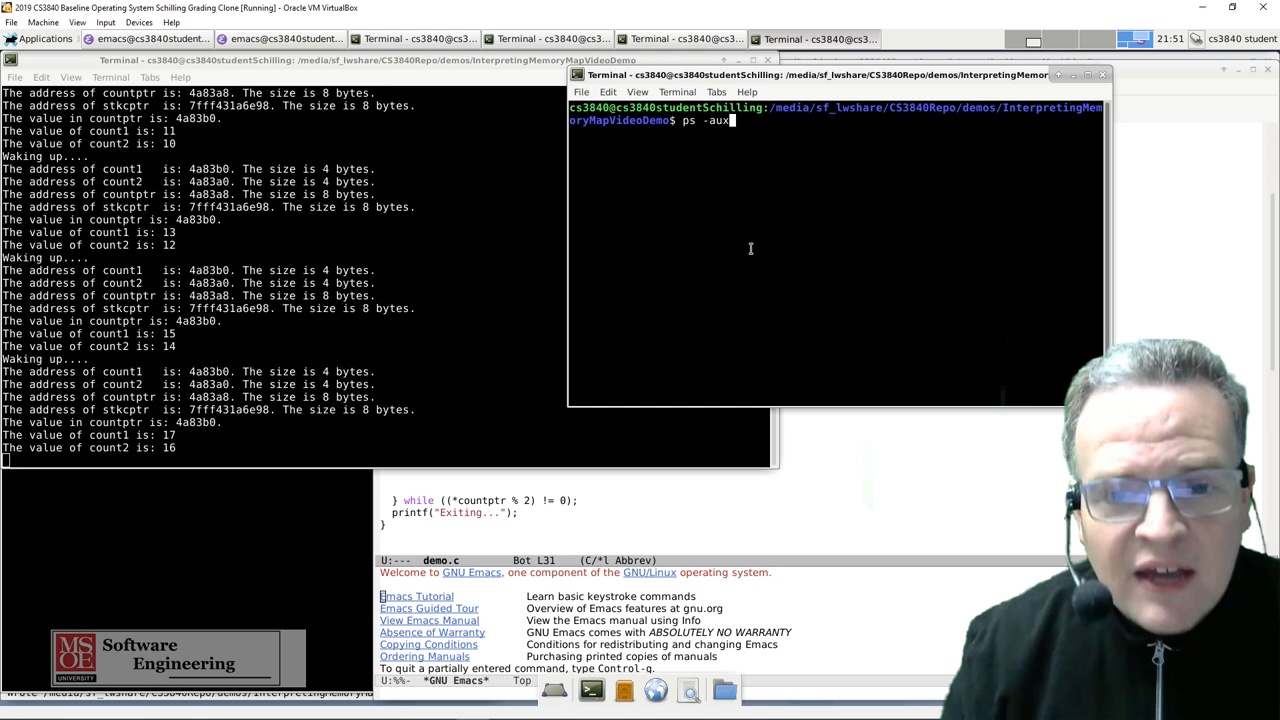 2019 CS3840 Baseline Operating System Schilling Grading Clone [Running] - Oracle VM VirtualBox
File Machine View Input Devices Help
Applications emacs@cs3840student... emacs@cs3840student... Terminal - cs3840@cs... Terminal - cs3840@cs3... Terminal - cs3840@cs3... Terminal - cs3840@cs3... 21:51 cs3840 student
Terminal - cs3840@cs3840studentSchilling: /media/sf_lwshare/CS3840Repo/demos/InterpretingMemoryMapVideoDemo
File Edit View Terminal Tabs Help
The address of countptr is: 4a83a8. The size is 8 bytes.
The address of stkcptr  is: 7fff431a6e98. The size is 8 bytes.
The value in countptr is: 4a83b0.
The value of count1 is: 11
The value of count2 is: 10
Waking up....
The address of count1   is: 4a83b0. The size is 4 bytes.
The address of count2   is: 4a83a0. The size is 4 bytes.
The address of countptr is: 4a83a8. The size is 8 bytes.
The address of stkcptr  is: 7fff431a6e98. The size is 8 bytes.
The value in countptr is: 4a83b0.
The value of count1 is: 13
The value of count2 is: 12
Waking up....
The address of count1   is: 4a83b0. The size is 4 bytes.
The address of count2   is: 4a83a0. The size is 4 bytes.
The address of countptr is: 4a83a8. The size is 8 bytes.
The address of stkcptr  is: 7fff431a6e98. The size is 8 bytes.
The value in countptr is: 4a83b0.
The value of count1 is: 15
The value of count2 is: 14
Waking up....
The address of count1   is: 4a83b0. The size is 4 bytes.
The address of count2   is: 4a83a0. The size is 4 bytes.
The address of countptr is: 4a83a8. The size is 8 bytes.
The address of stkcptr  is: 7fff431a6e98. The size is 8 bytes.
The value in countptr is: 4a83b0.
The value of count1 is: 17
The value of count2 is: 16
Terminal - cs3840@cs3840studentSchilling: /media/sf_lwshare/CS3840Repo/demos/InterpretingMemor
File Edit View Terminal Tabs Help
cs3840@cs3840studentSchilling:/media/sf_lwshare/CS3840Repo/demos/InterpretingMem
oryMapVideoDemo$ ps -aux
} while ((*countptr % 2) != 0);
printf("Exiting...");
}
U:--- demo.c Bot L31 (C/*l Abbrev)
Welcome to GNU Emacs, one component of the GNU/Linux operating system.
Emacs Tutorial Learn basic keystroke commands
Emacs Guided Tour Overview of Emacs features at gnu.org
View Emacs Manual View the Emacs manual using Info
Absence of Warranty GNU Emacs comes with ABSOLUTELY NO WARRANTY
Copying Conditions Conditions for redistributing and changing Emacs
Ordering Manuals Purchasing printed copies of manuals
To quit a partially entered command, type Control-g.
U:%%- *GNU Emacs* Top
MSOE
UNIVERSITY
Software
Engineering